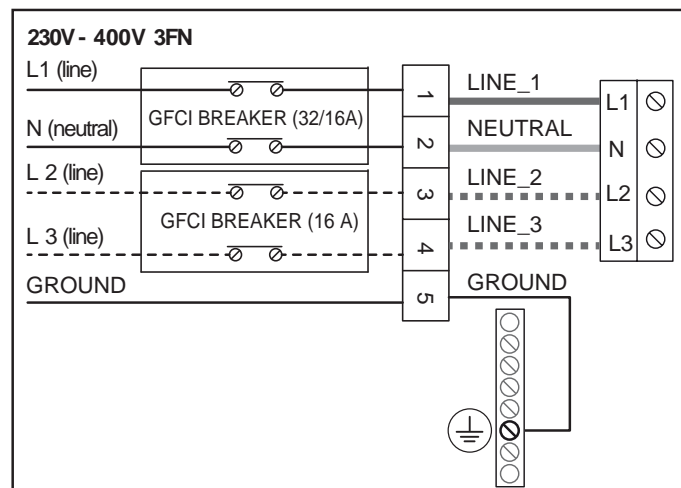 230V - 400V 3FN
L1 (line)
GFCI BREAKER (32/16A)
N (neutral)
L 2 (line)
GFCI BREAKER (16 A)
L 3 (line)
GROUND
1
2
3
4
5
LINE_1
NEUTRAL
LINE_2
LINE_3
GROUND
L1
N
L2
L3